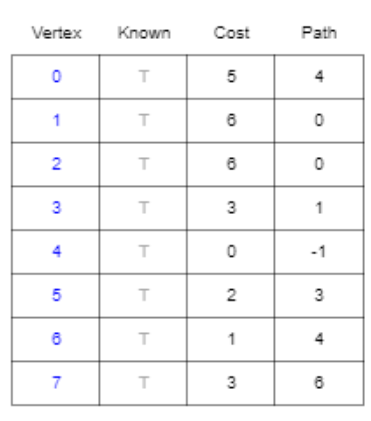 Vertex Known Cost Path
0 T 5 4
1 T 6 0
2 T 6 0
3 T 3 1
4 T 0 -1
5 T 2 3
6 T 1 4
7 T 3 6